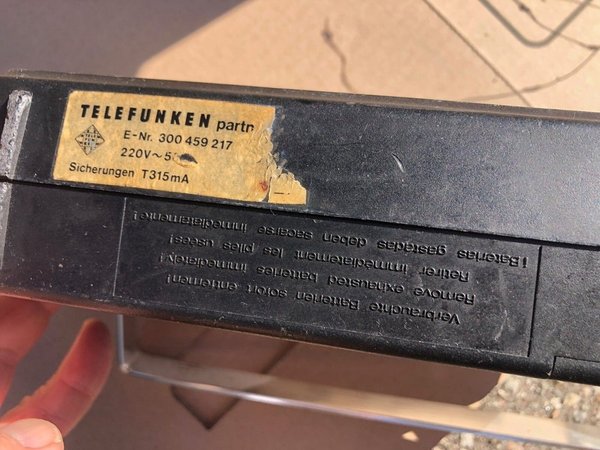 TELEFUNKEN partn
E-Nr. 300 459 217
220V~5
Sicherungen T315mA
Verbrauchte Batterien sofort entfernen!
Remove exhausted batteries immediately!
Retirer immédiatement les piles usées!
¡Baterias gastadas deben sacarse immediatamente!